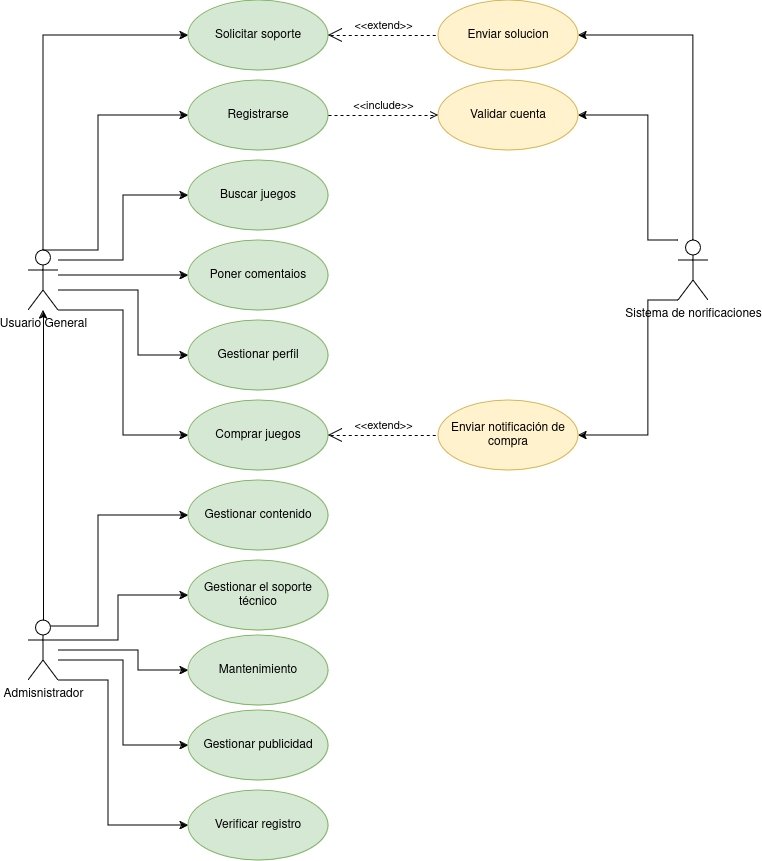 Solicitar soporte
<<extend>>
Enviar solucion
Registrarse
<<include>>
Validar cuenta
Buscar juegos
Poner comentaios
Usuario General
Sistema de norificaciones
Gestionar perfil
Comprar juegos
<<extend>>
Enviar notificación de
compra
Gestionar contenido
Gestionar el soporte
técnico
Mantenimiento
Admisnistrador
Gestionar publicidad
Verificar registro